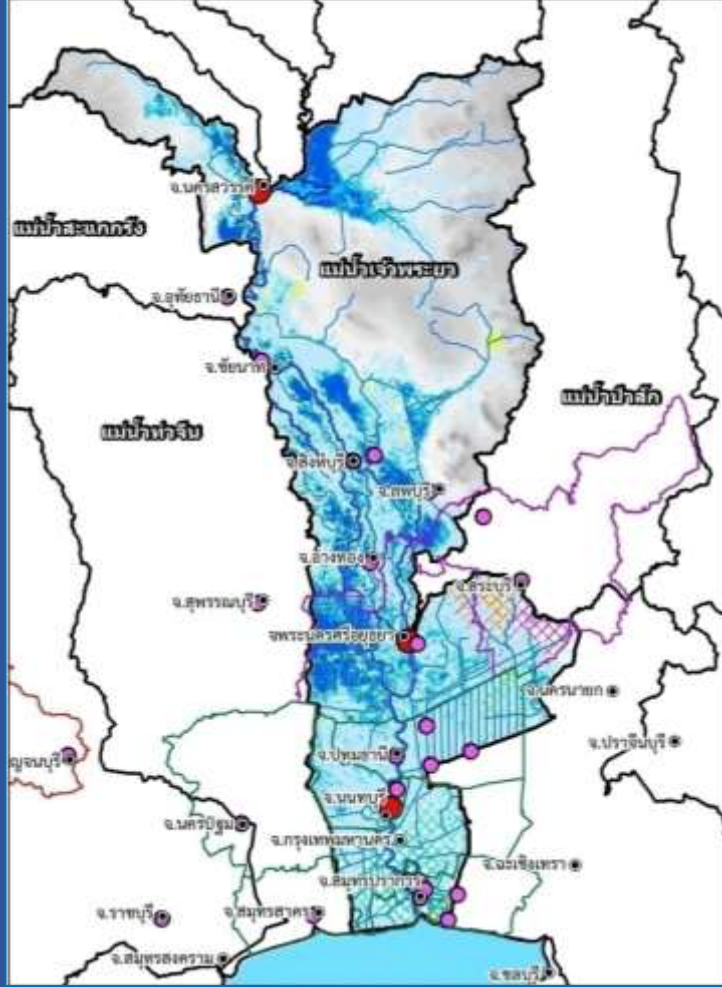 จ.นครสวรรค์
แม่น้ำสะแกกรัง
แม่น้ำเจ้าพระยา
จ.อุทัยธานี
จ.ชัยนาท
แม่น้ำป่าสัก
แม่น้ำท่าจีน
จ.สิงห์บุรี
จ.ลพบุรี
จ.อ่างทอง
จ.สระบุรี
จ.สุพรรณบุรี
จ.พระนครศรีอยุธยา
จ.นครนายก
จ.ปราจีนบุรี
ญจนบุรี
จ.ปทุมธานี
จ.นนทบุรี
จ.นครปฐม
จ.กรุงเทพมหานคร
จ.ฉะเชิงเทรา
จ.สมุทรปราการ
จ.ราชบุรี
จ.สมุทรสาคร
จ.สมุทรสงคราม
จ.ชลบุรี